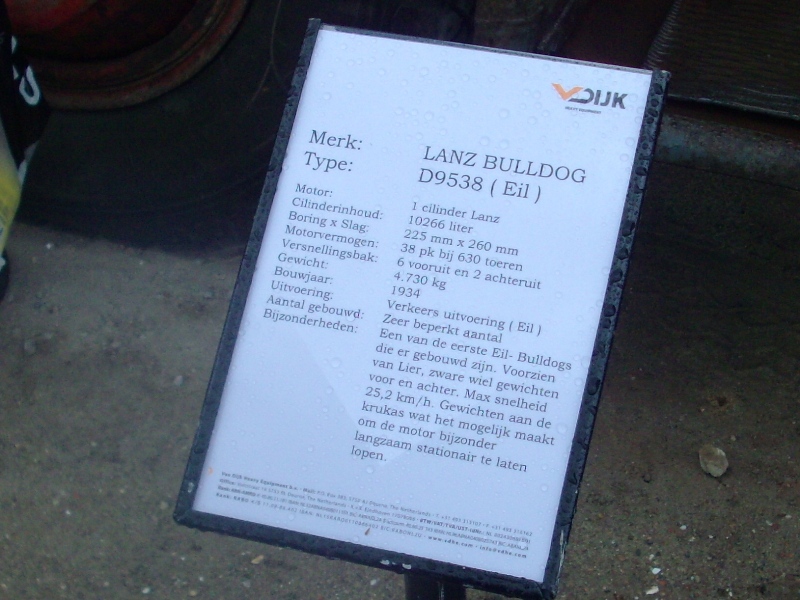 VDIJK
Merk: LANZ BULLDOG
Type: D9538 ( Eil )
Motor: 1 cilinder Lanz
Cilinderinhoud: 10266 liter
Boring x Slag: 225 mm x 260 mm
Motorvermogen: 38 pk bij 630 toeren
Versnellingsbak: 6 vooruit en 2 achteruit
Gewicht: 4.730 kg
Bouwjaar: 1934
Uitvoering: Verkeers uitvoering ( Eil )
Aantal gebouwd: Zeer beperkt aantal
Bijzonderheden: Een van de eerste Eil- Bulldogs
die er gebouwd zijn. Voorzien
van Lier, zware wiel gewichten
voor en achter. Max snelheid
25,2 km/h. Gewichten aan de
krukas wat het mogelijk maakt
om de motor bijzonder
langzaam stationair te laten
lopen.